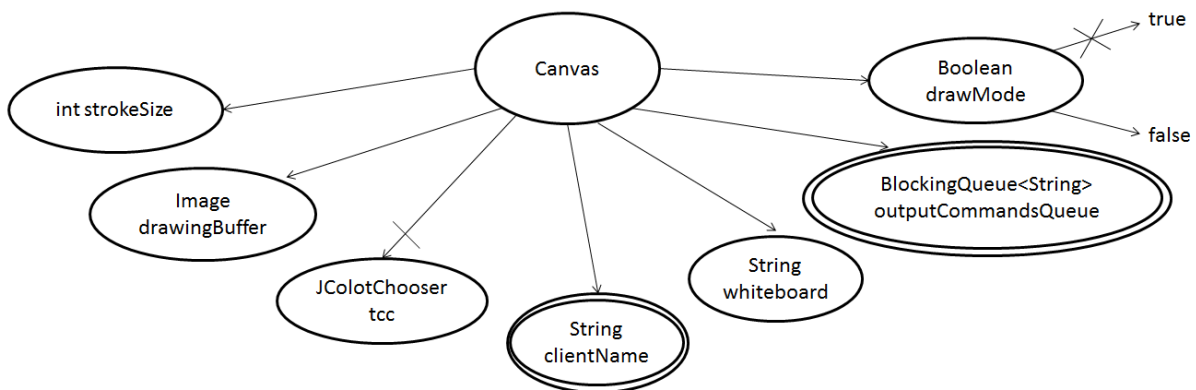 Canvas
true
Boolean
drawMode
false
int strokeSize
BlockingQueue<String>
outputCommandsQueue
Image
drawingBuffer
String
whiteboard
JColotChooser
tcc
String
clientName